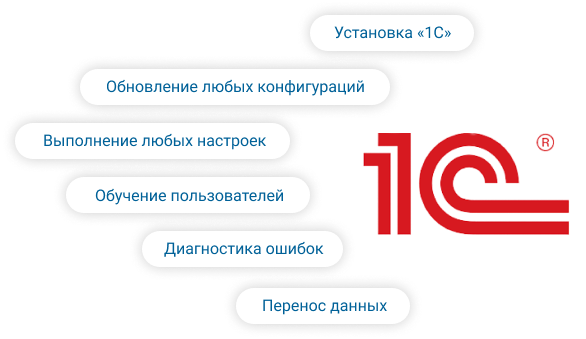 Установка «1С»
Обновление любых конфигураций
Выполнение любых настроек
1С®
Обучение пользователей
Диагностика ошибок
Перенос данных